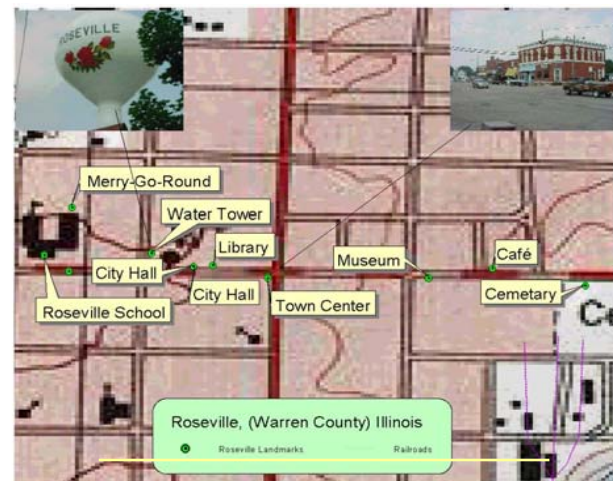 ROSEVILLE
Merry-Go-Round
Water Tower
Library
City Hall
City Hall
Museum
Café
Roseville School
Town Center
Cemetary
Ce
Roseville, (Warren County) Illinois
Roseville Landmarks
Railroads